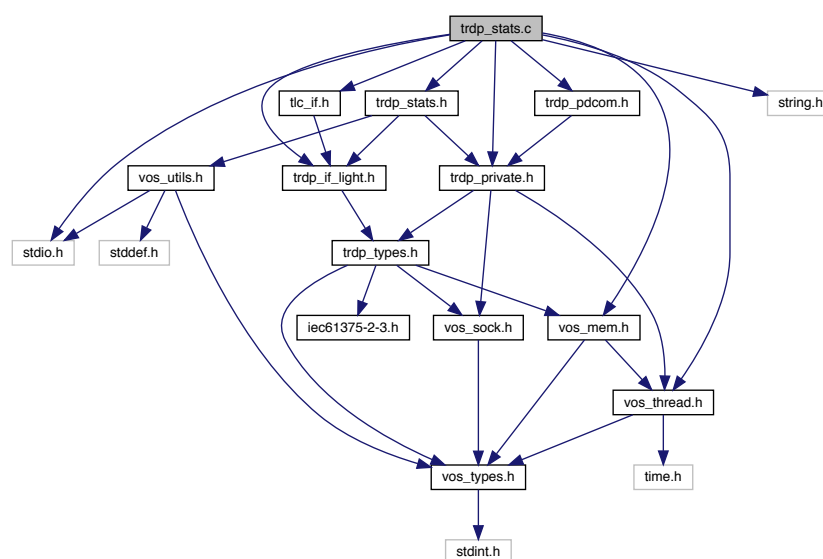 trdp_stats.c
tlc_if.h
trdp_stats.h
trdp_pdcom.h
string.h
vos_utils.h
trdp_if_light.h
trdp_private.h
stdio.h
stddef.h
trdp_types.h
iec61375-2-3.h
vos_sock.h
vos_mem.h
vos_thread.h
vos_types.h
time.h
stdint.h